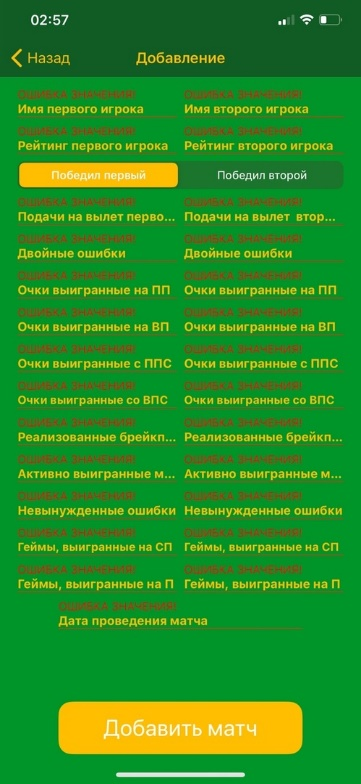 02:57
Назад Добавление
ОШИБКА ЗНАЧЕНИЯ! ОШИБКА ЗНАЧЕНИЯ!
Имя первого игрока Имя второго игрока
ОШИБКА ЗНАЧЕНИЯ! ОШИБКА ЗНАЧЕНИЯ!
Рейтинг первого игрока Рейтинг второго игрока
Победил первый Победил второй
ОШИБКА ЗНАЧЕНИЯ! ОШИБКА ЗНАЧЕНИЯ!
Подачи на вылет перво... Подачи на вылет втор...
ОШИБКА ЗНАЧЕНИЯ! ОШИБКА ЗНАЧЕНИЯ!
Двойные ошибки Двойные ошибки
ОШИБКА ЗНАЧЕНИЯ! ОШИБКА ЗНАЧЕНИЯ!
Очки выигранные на ПП Очки выигранные на ПП
ОШИБКА ЗНАЧЕНИЯ! ОШИБКА ЗНАЧЕНИЯ!
Очки выигранные на ВП Очки выигранные на ВП
ОШИБКА ЗНАЧЕНИЯ! ОШИБКА ЗНАЧЕНИЯ!
Очки выигранные с ППС Очки выигранные с ППС
ОШИБКА ЗНАЧЕНИЯ! ОШИБКА ЗНАЧЕНИЯ!
Очки выигранные со ВПС Очки выигранные со ВПС
ОШИБКА ЗНАЧЕНИЯ! ОШИБКА ЗНАЧЕНИЯ!
Реализованные брейкп... Реализованные брейкп...
ОШИБКА ЗНАЧЕНИЯ! ОШИБКА ЗНАЧЕНИЯ!
Активно выигранные м... Активно выигранные м...
ОШИБКА ЗНАЧЕНИЯ! ОШИБКА ЗНАЧЕНИЯ!
Невынужденные ошибки Невынужденные ошибки
ОШИБКА ЗНАЧЕНИЯ! ОШИБКА ЗНАЧЕНИЯ!
Геймы, выигранные на СП Геймы, выигранные на СП
ОШИБКА ЗНАЧЕНИЯ! ОШИБКА ЗНАЧЕНИЯ!
Геймы, выигранные на П Геймы, выигранные на П
ОШИБКА ЗНАЧЕНИЯ!
Дата проведения матча
Добавить матч